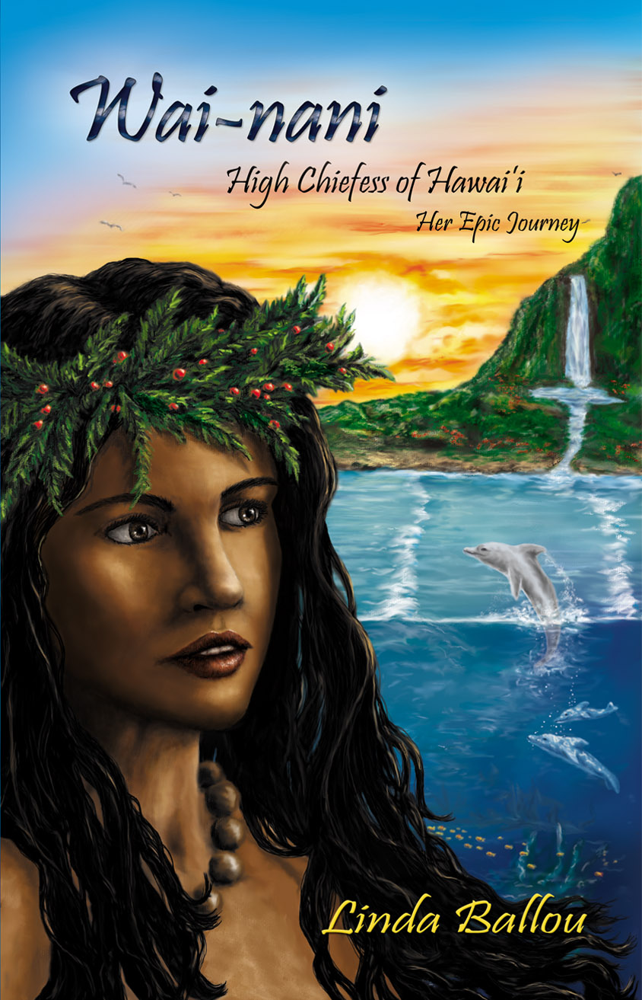 Wai-nani
High Chiefess of Hawai'i
Her Epic Journey
Linda Ballou